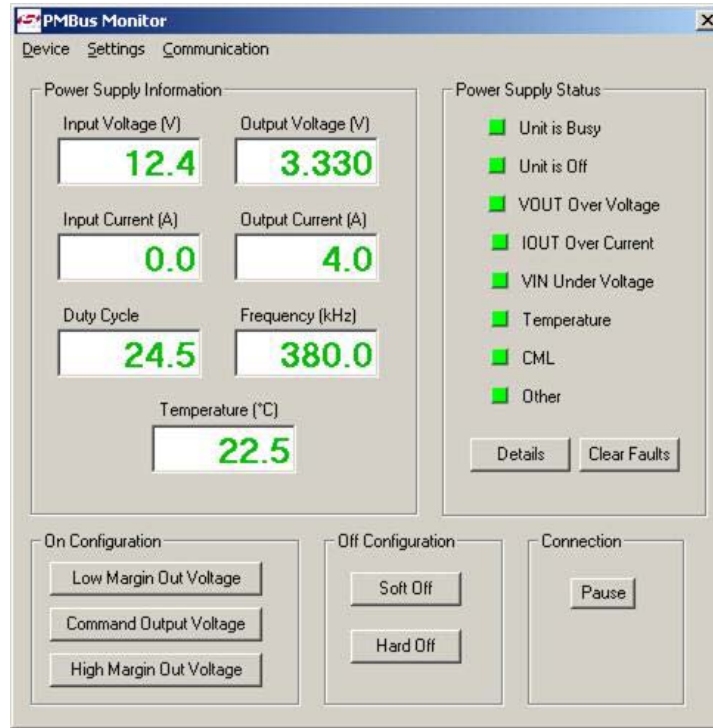 PMBus Monitor
Device Settings Communication
Power Supply Information
Input Voltage (V) Output Voltage (V)
12.4 3.330
Input Current (A) Output Current (A)
0.0 4.0
Duty Cycle Frequency (kHz)
24.5 380.0
Temperature (°C)
22.5
Power Supply Status
Unit is Busy
Unit is Off
VOUT Over Voltage
IOUT Over Current
VIN Under Voltage
Temperature
CML
Other
Details Clear Faults
On Configuration
Low Margin Out Voltage
Command Output Voltage
High Margin Out Voltage
Off Configuration
Soft Off
Hard Off
Connection
Pause